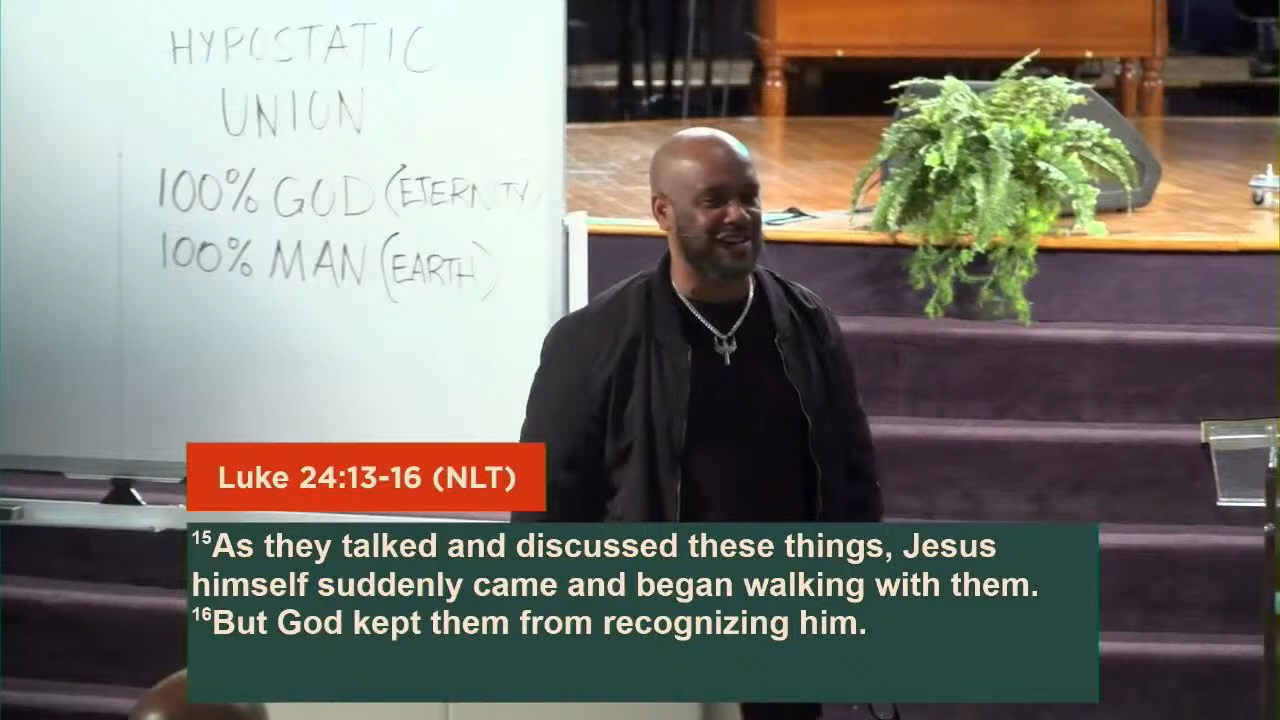 HYPOSTATIC
UNION
100% GOD (ETERNITY)
100% MAN (EARTH)
Luke 24:13-16 (NLT)
¹⁵As they talked and discussed these things, Jesus
himself suddenly came and began walking with them.
¹⁶But God kept them from recognizing him.